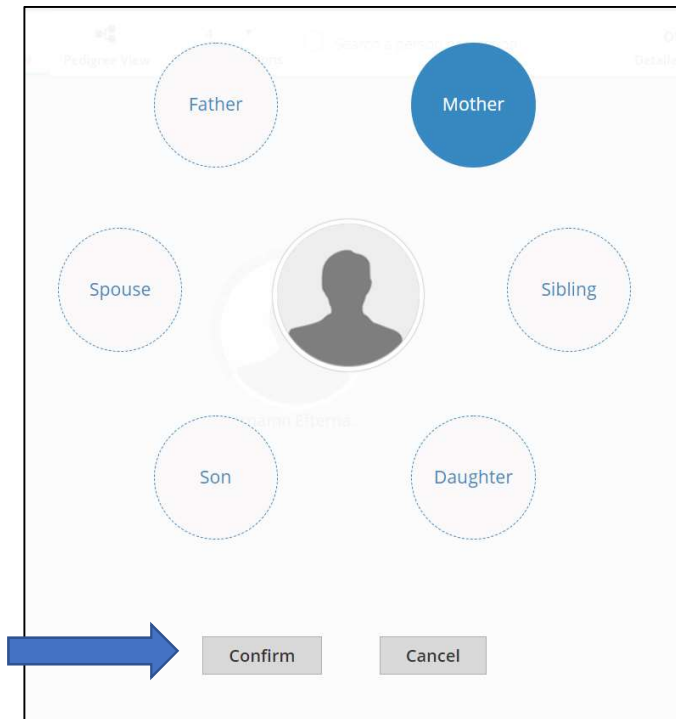 Pedigree View
Father
Mother
Spouse
Sibling
Son
Daughter
Confirm
Cancel